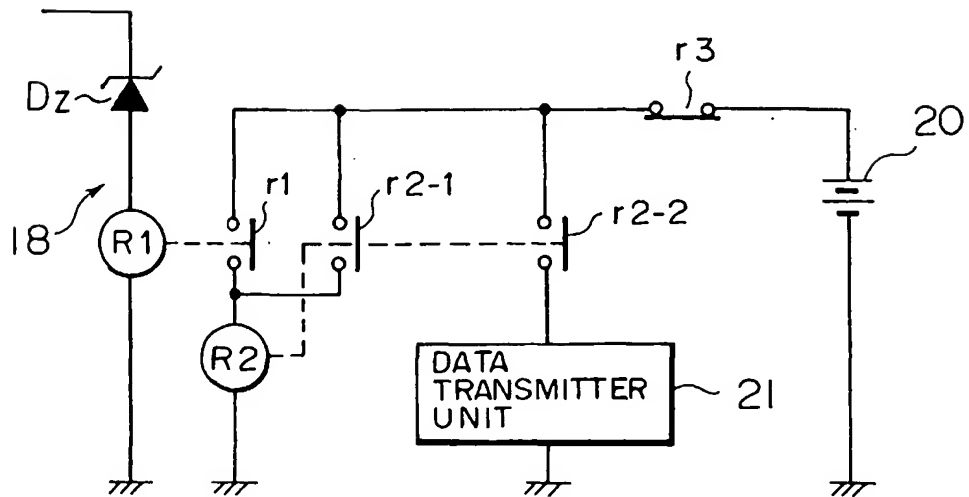 r3
Dz
20
r1
r2-1
r2-2
18
R1
R2
DATA
TRANSMITTER
UNIT
21